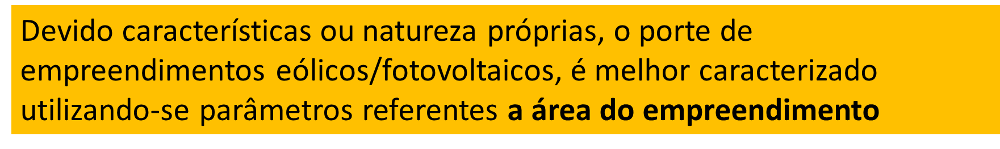 Devido características ou natureza próprias, o porte de
empreendimentos eólicos/fotovoltaicos, é melhor caracterizado
utilizando-se parâmetros referentes a área do empreendimento